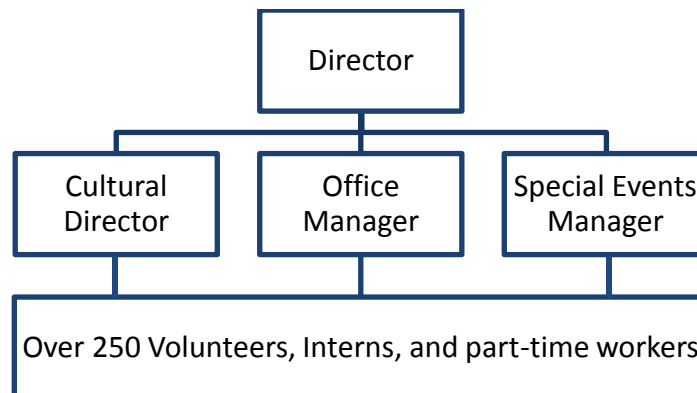 Director
Cultural
Director
Office
Manager
Special Events
Manager
Over 250 Volunteers, Interns, and part-time workers